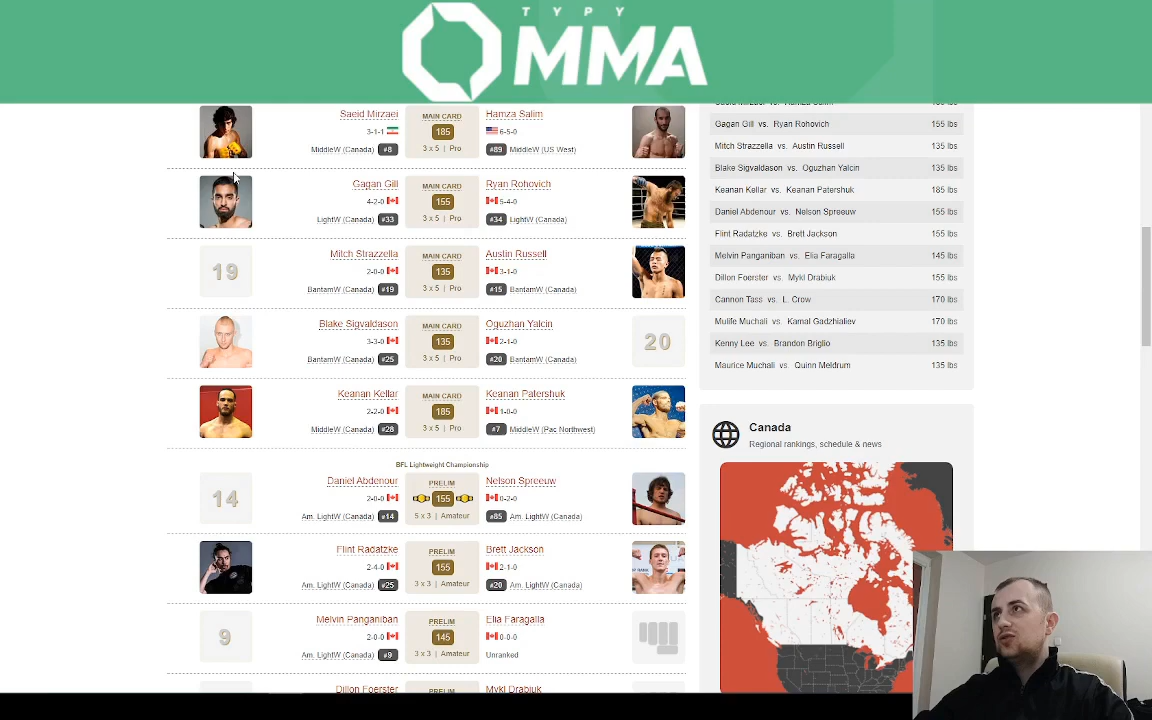 TYPY
MMA
Saeid Mirzaei
3-1-1
MiddleW (Canada) #8
MAIN CARD
185
3 x 5 | Pro
Hamza Salim
6-5-0
#89 MiddleW (US West)
Gagan Gill
4-2-0
LightW (Canada) #33
MAIN CARD
155
3 x 5 | Pro
Ryan Rohovich
5-4-0
#34 LightW (Canada)
19
Mitch Strazzella
2-0-0
BantamW (Canada) #19
MAIN CARD
135
3 x 5 | Pro
Austin Russell
3-1-0
#15 BantamW (Canada)
Blake Sigvaldason
3-3-0
BantamW (Canada) #25
MAIN CARD
135
3 x 5 | Pro
Oguzhan Yalcin
2-1-0
#20 BantamW (Canada)
20
Keanan Kellar
2-2-0
MiddleW (Canada) #28
MAIN CARD
185
3 x 5 | Pro
Keanan Patershuk
1-0-0
#7 MiddleW (Pac Northwest)
BFL Lightweight Championship
14
Daniel Abdenour
2-0-0
Am. LightW (Canada) #14
PRELIM
155
5 x 3 | Amateur
Nelson Spreeuw
0-2-0
#85 Am. LightW (Canada)
Flint Radatzke
2-4-0
Am. LightW (Canada) #25
PRELIM
155
3 x 3 | Amateur
Brett Jackson
2-1-0
#20 Am. LightW (Canada)
9
Melvin Panganiban
2-0-0
Am. LightW (Canada) #9
PRELIM
145
3 x 3 | Amateur
Elia Faragalla
0-0-0
Unranked
Dillon Foerster
PRELIM
Mykl Drabiuk
Gagan Gill vs. Ryan Rohovich 155 lbs
Mitch Strazzella vs. Austin Russell 135 lbs
Blake Sigvaldason vs. Oguzhan Yalcin 135 lbs
Keanan Kellar vs. Keanan Patershuk 185 lbs
Daniel Abdenour vs. Nelson Spreeuw 155 lbs
Flint Radatzke vs. Brett Jackson 155 lbs
Melvin Panganiban vs. Elia Faragalla 145 lbs
Dillon Foerster vs. Mykl Drabiuk 155 lbs
Cannon Tass vs. L. Crow 170 lbs
Mulife Muchali vs. Kamal Gadzhialiev 170 lbs
Kenny Lee vs. Brandon Briglio 135 lbs
Maurice Muchali vs. Quinn Meldrum 135 lbs
Canada
Regional rankings, schedule & news